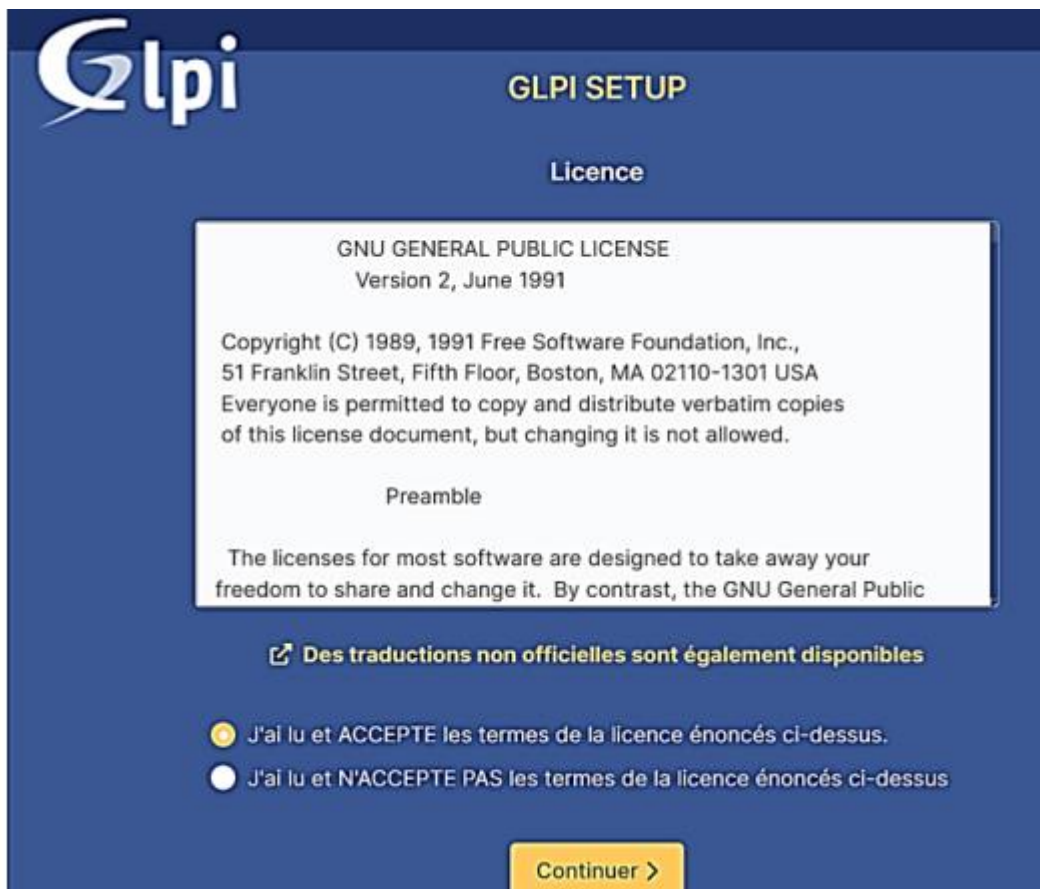 Glpi
GLPI SETUP
Licence
GNU GENERAL PUBLIC LICENSE
Version 2, June 1991
Copyright (C) 1989, 1991 Free Software Foundation, Inc.,
51 Franklin Street, Fifth Floor, Boston, MA 02110-1301 USA
Everyone is permitted to copy and distribute verbatim copies
of this license document, but changing it is not allowed.
Preamble
The licenses for most software are designed to take away your
freedom to share and change it. By contrast, the GNU General Public
Des traductions non officielles sont également disponibles
J'ai lu et ACCEPTE les termes de la licence énoncés ci-dessus.
J'ai lu et N'ACCEPTE PAS les termes de la licence énoncés ci-dessus
Continuer >